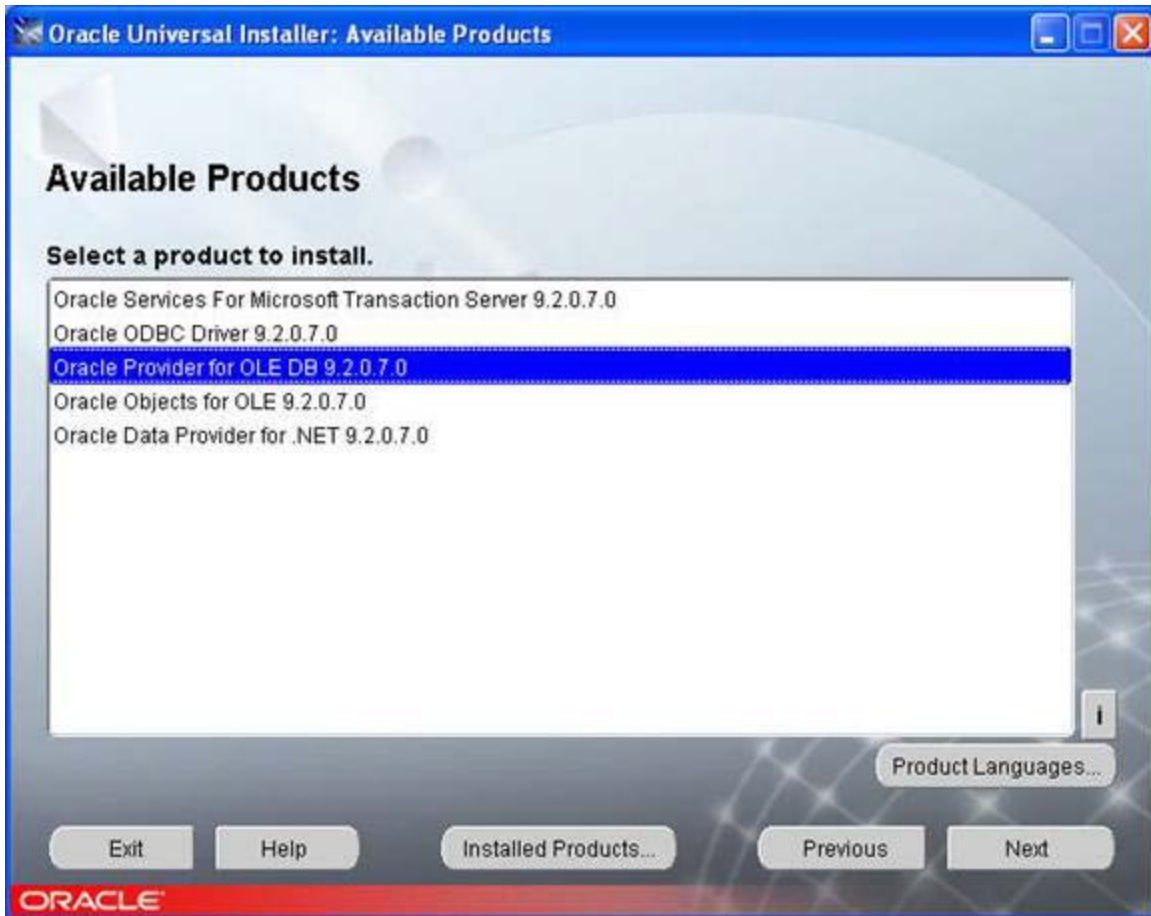 Oracle Universal Installer: Available Products
Available Products
Select a product to install.
Oracle Services For Microsoft Transaction Server 9.2.0.7.0
Oracle ODBC Driver 9.2.0.7.0
Oracle Provider for OLE DB 9.2.0.7.0
Oracle Objects for OLE 9.2.0.7.0
Oracle Data Provider for .NET 9.2.0.7.0
i
Product Languages...
Exit Help Installed Products... Previous Next
ORACLE